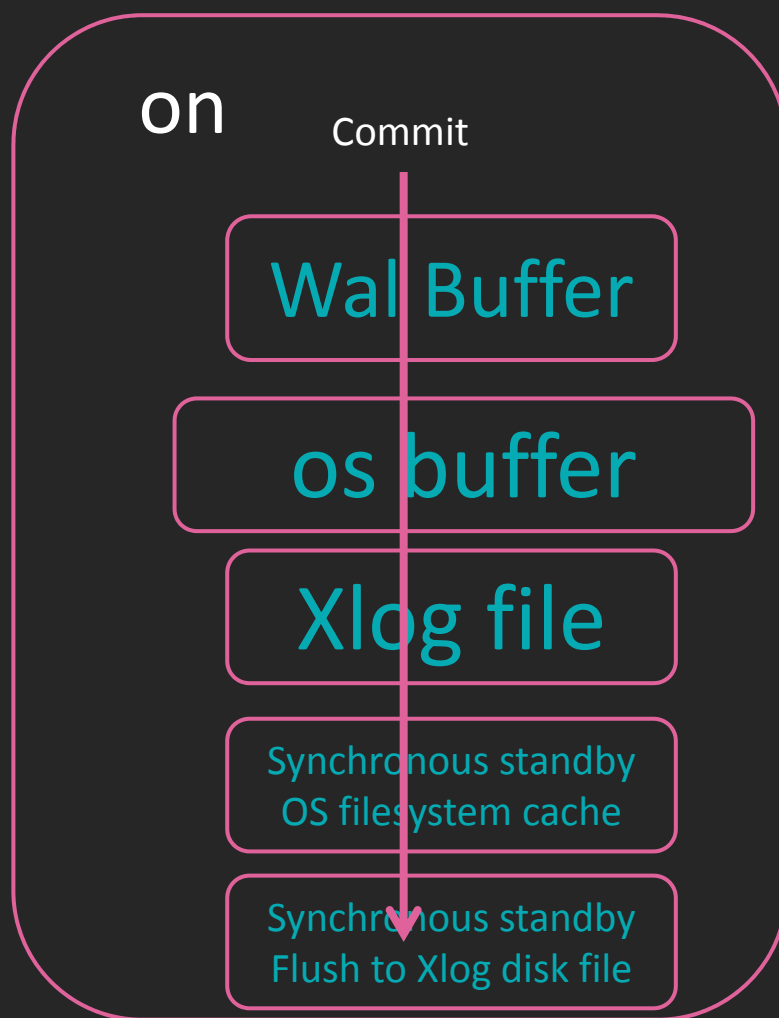 on
Commit
Wal Buffer
os buffer
Xlog file
Synchronous standby
OS filesystem cache
Synchronous standby
Flush to Xlog disk file